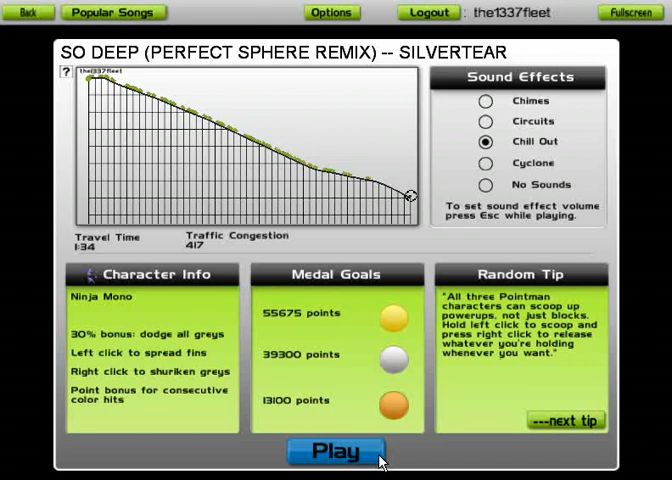 Back
Popular Songs
Options
Logout
: the1337fleet
Fullscreen
SO DEEP (PERFECT SPHERE REMIX) -- SILVERTEAR
?
the1337fleet
Travel Time
1:34
Traffic Congestion
417
Sound Effects
Chimes
Circuits
Chill Out
Cyclone
No Sounds
To set sound effect volume
press Esc while playing.
Character Info
Ninja Mono
30% bonus: dodge all greys
Left click to spread fins
Right click to shuriken greys
Point bonus for consecutive
color hits
Medal Goals
55675 points
39300 points
13100 points
Random Tip
"All three Pointman
characters can scoop up
powerups, not just blocks.
Hold left click to scoop and
press right click to release
whatever you're holding
whenever you want."
---next tip
Play